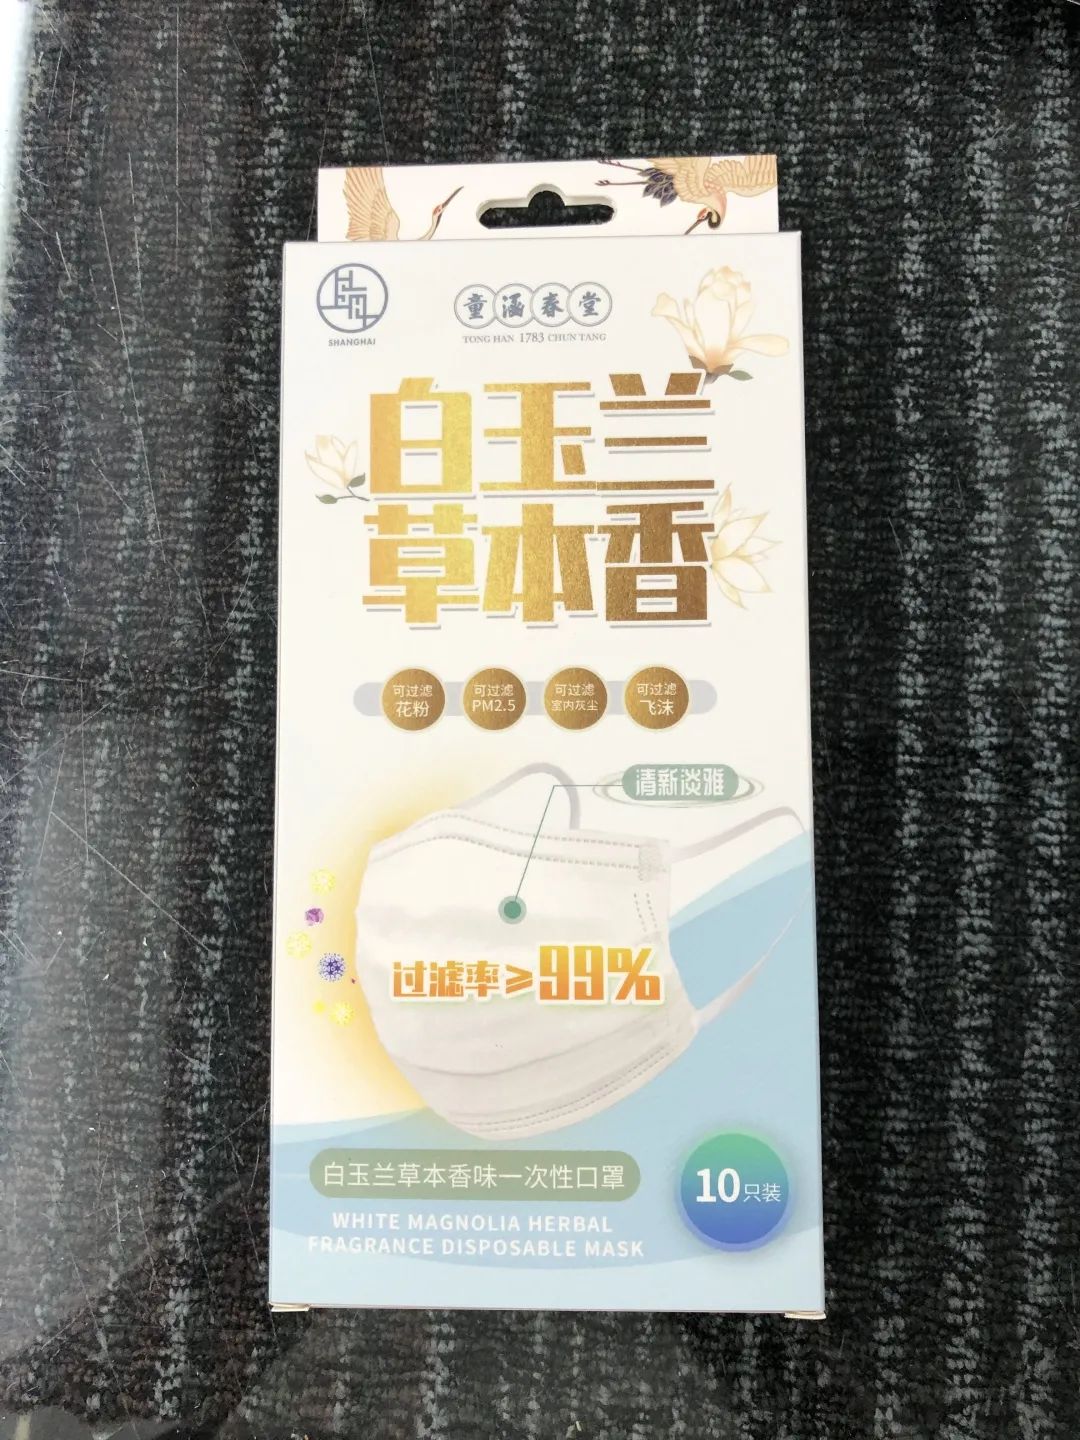 SHANGHAI
童涵春堂
TONG HAN 1783 CHUN TANG
白玉兰
草本香
可过滤
花粉
可过滤
PM2.5
可过滤
室内灰尘
可过滤
飞沫
清新淡雅
过滤率≥99%
白玉兰草本香味一次性口罩
10只装
WHITE MAGNOLIA HERBAL
FRAGRANCE DISPOSABLE MASK